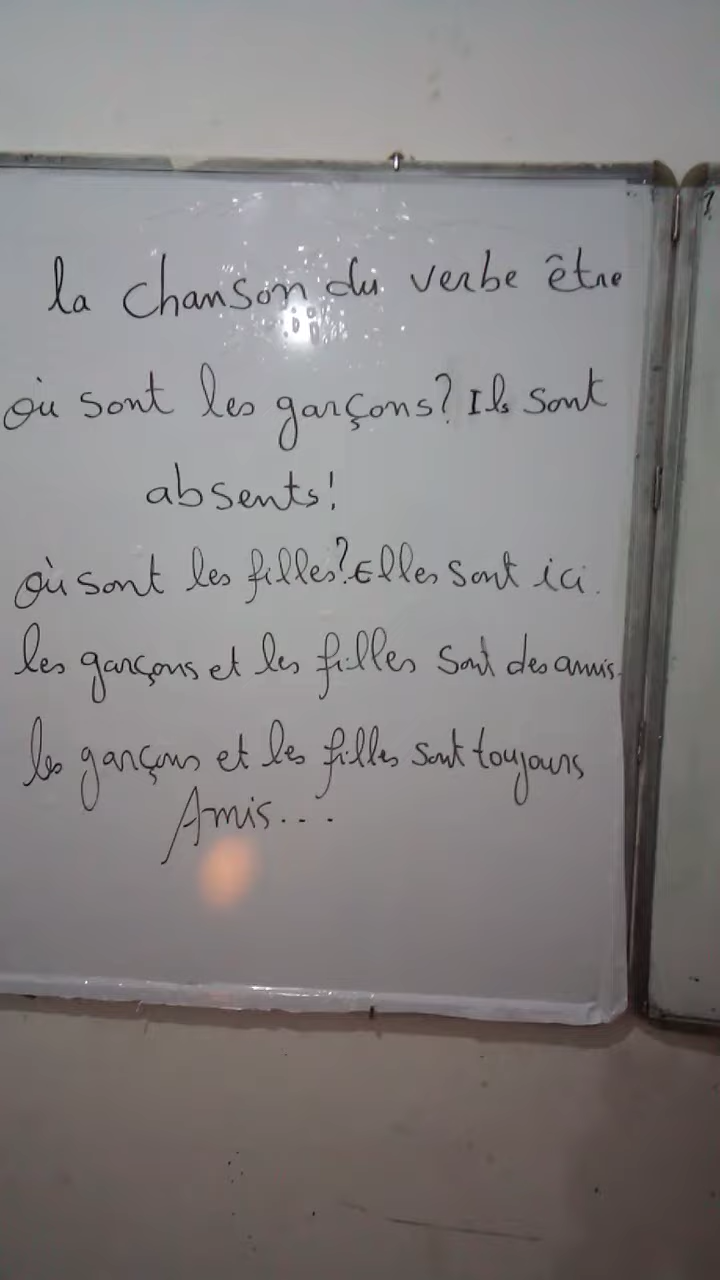 la chanson du verbe être
où sont les garçons? Ils sont
absents!
où sont les filles? Elles sont ici.
les garçons et les filles sont des amis.
les garçons et les filles sont toujours
Amis...
?